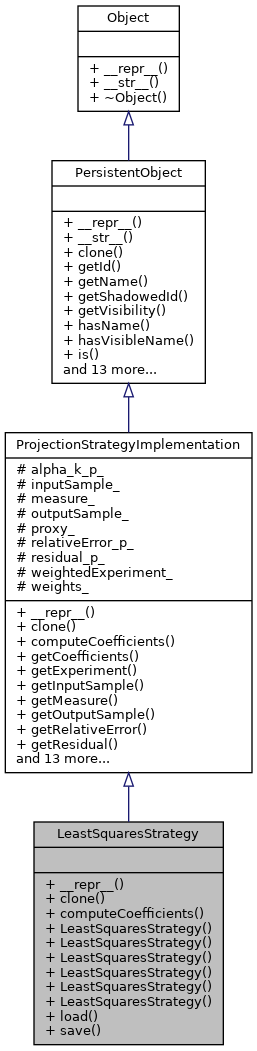 Object
+ __repr__()
+ __str__()
+ ~Object()
PersistentObject
+ __repr__()
+ __str__()
+ clone()
+ getId()
+ getName()
+ getShadowedId()
+ getVisibility()
+ hasName()
+ hasVisibleName()
+ is()
and 13 more...
ProjectionStrategyImplementation
# alpha_k_p_
# inputSample_
# measure_
# outputSample_
# proxy_
# relativeError_p_
# residual_p_
# weightedExperiment_
# weights_
+ __repr__()
+ clone()
+ computeCoefficients()
+ getCoefficients()
+ getExperiment()
+ getInputSample()
+ getMeasure()
+ getOutputSample()
+ getRelativeError()
+ getResidual()
and 13 more...
LeastSquaresStrategy
+ __repr__()
+ clone()
+ computeCoefficients()
+ LeastSquaresStrategy()
+ LeastSquaresStrategy()
+ LeastSquaresStrategy()
+ LeastSquaresStrategy()
+ LeastSquaresStrategy()
+ LeastSquaresStrategy()
+ load()
+ save()